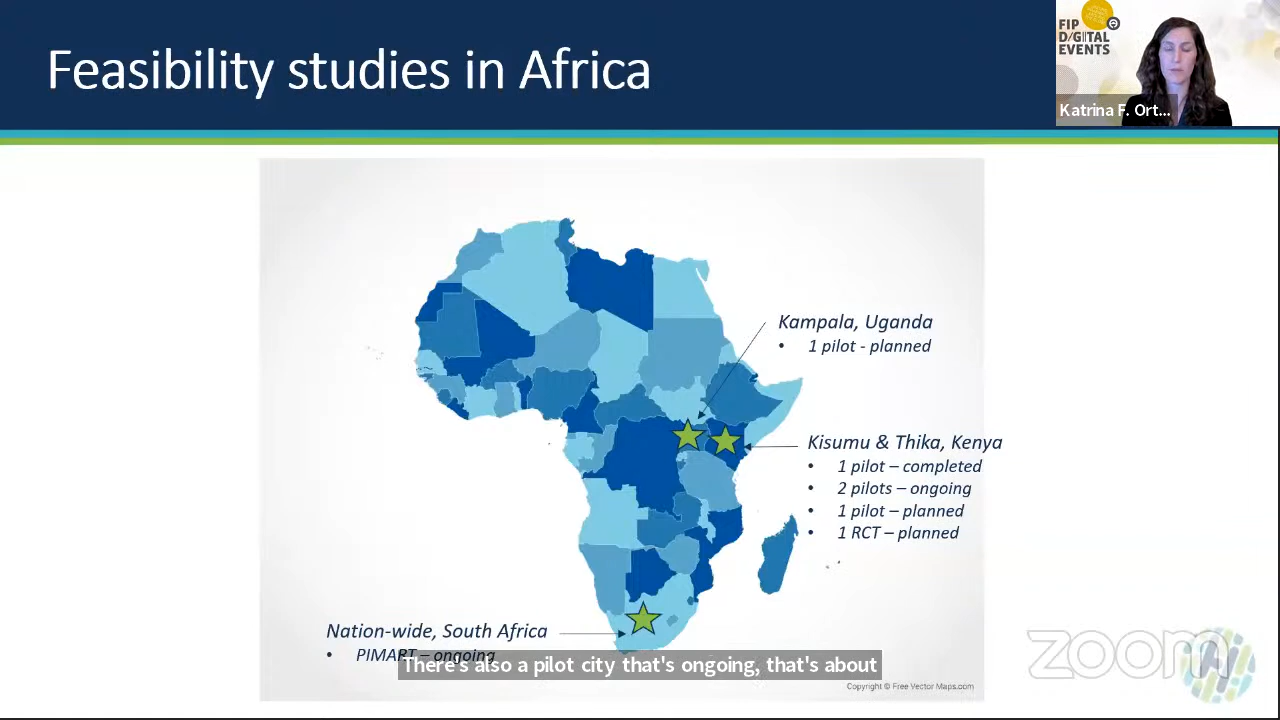 Feasibility studies in Africa
FIP
DIGITAL
EVENTS
Katrina F. Ort...
Kampala, Uganda
• 1 pilot - planned
Kisumu & Thika, Kenya
• 1 pilot – completed
• 2 pilots – ongoing
• 1 pilot – planned
• 1 RCT – planned
Nation-wide, South Africa
• PIMART – ongoing
There's also a pilot city that's ongoing, that's about
zoom
Copyright © Free Vector Maps.com